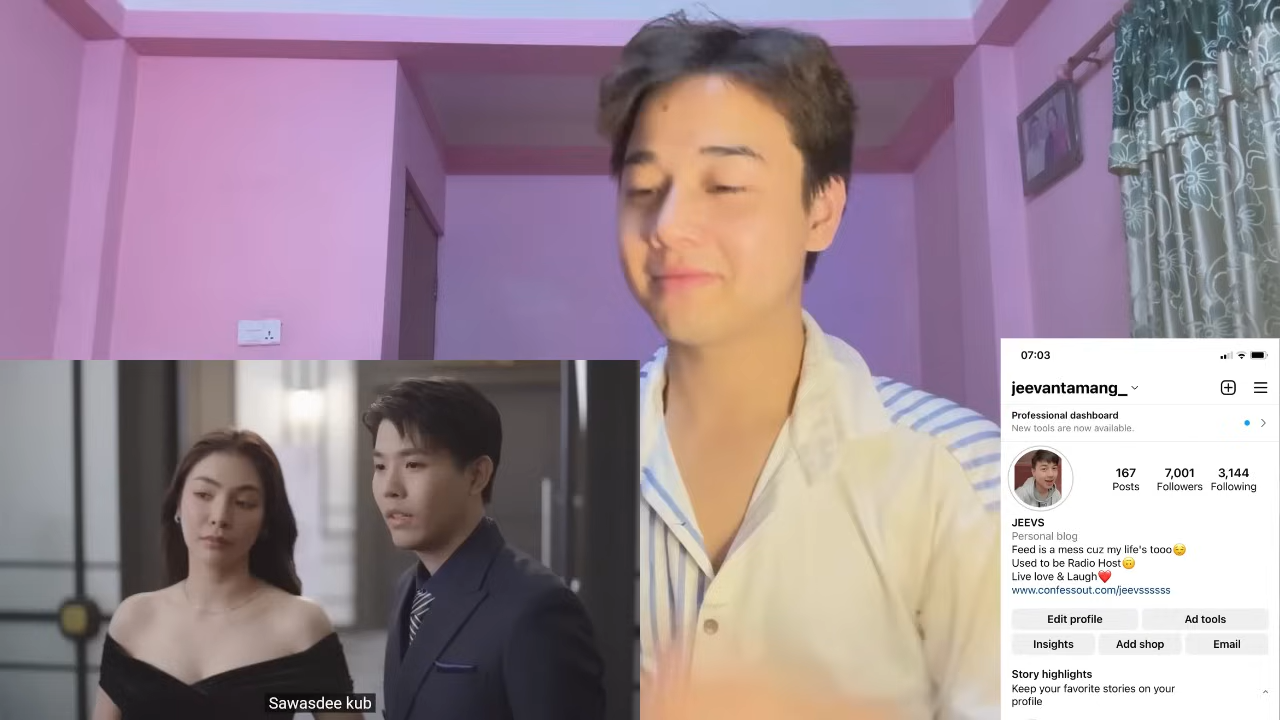 Sawasdee kub
07:03
jeevantamang_
Professional dashboard
New tools are now available.
167
7,001
3,144
Posts
Followers
Following
JEEVS
Personal blog
Feed is a mess cuz my life's tooo😔
Used to be Radio Host🙃
Live love & Laugh❤️
www.confessout.com/jeevssssss
Edit profile
Ad tools
Insights
Add shop
Email
Story highlights
Keep your favorite stories on your
profile